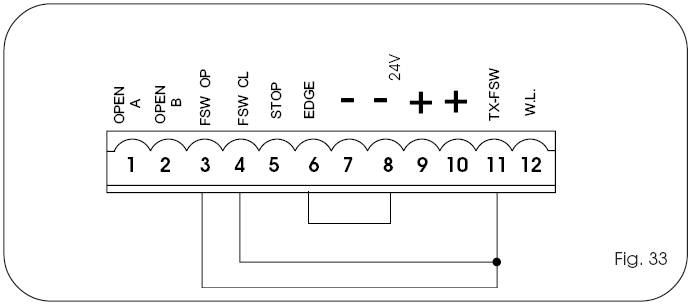 OPEN A
OPEN B
FSW OP
FSW CL
STOP
EDGE
-
-
24V
+
+
TX-FSW
W.L.
1 2 3 4 5 6 7 8 9 10 11 12
Fig. 33